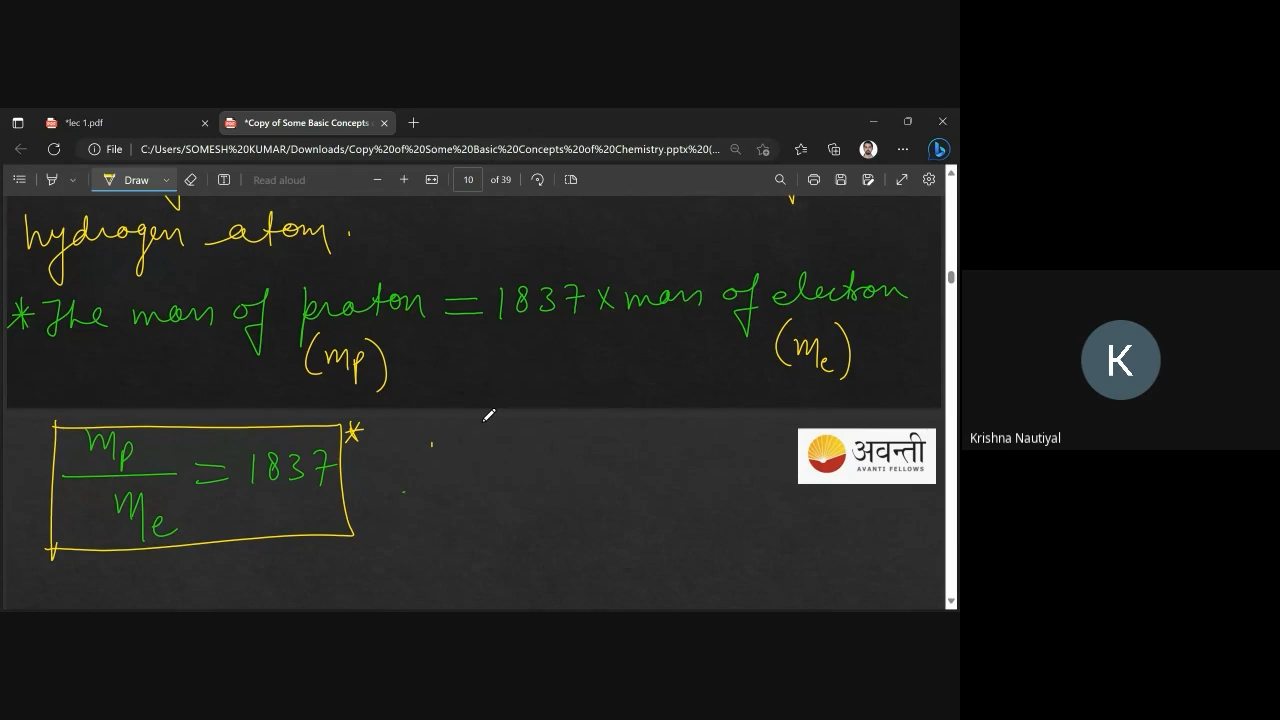 *lec 1.pdf
*Copy of Some Basic Concepts
File
C:/Users/SOMESH%20KUMAR/Downloads/Copy%20of%20Some%20Basic%20Concepts%20of%20Chemistry.pptx%20(...
Draw
Read aloud
10 of 39
hydrogen atom.
* The mass of proton = 1837 × mass of electron
(mp) (me)
mp
— = 1837 *
me
अवन्ती
AVANTI FELLOWS
K
Krishna Nautiyal